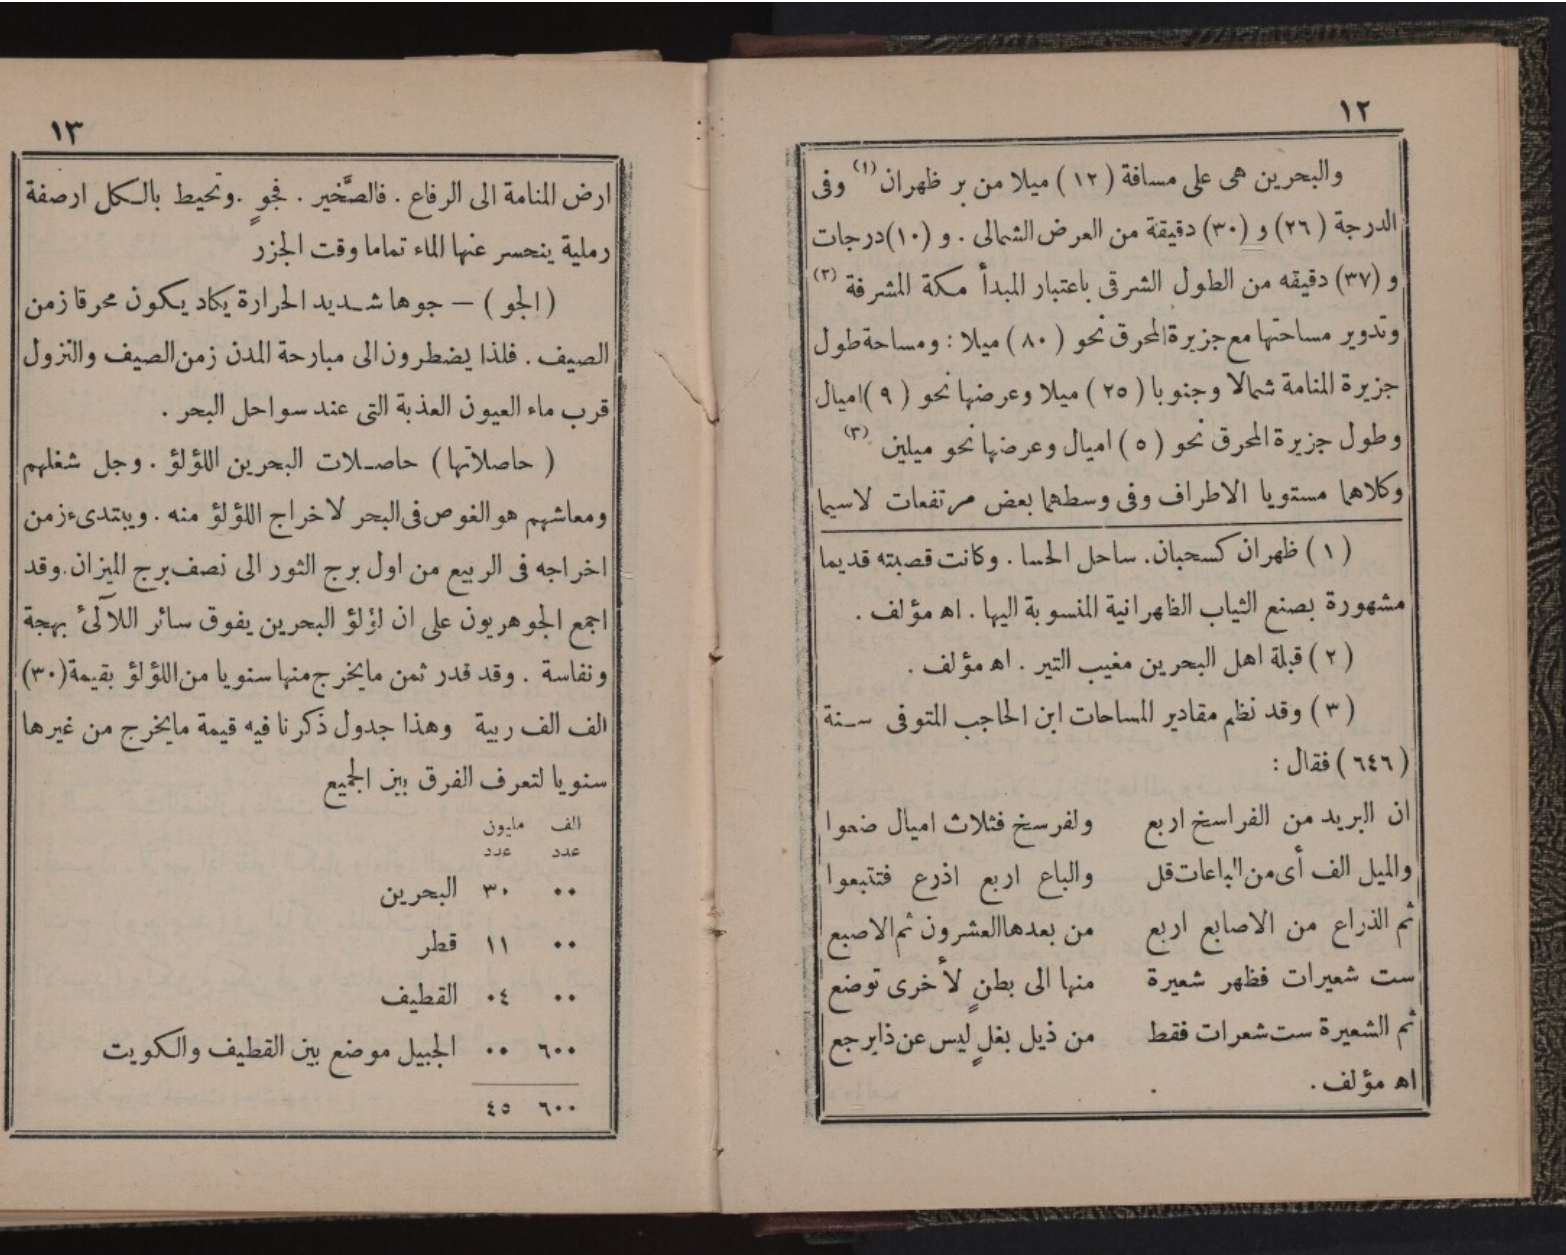 ١٢
والبحرين هى على مسافة (١٢) ميلا من بر ظهران (١) وفى
الدرجة (٢٦) و (٣٠) دقيقة من العرض الشمالى . و (١٠) درجات
و (٣٧) دقيقه من الطول الشرقى باعتبار المبدأ مكة المشرفة (٢)
وتدوير مساحتها مع جزيرة المحرق نحو (٨٠) ميلا : ومساحة طول
جزيرة المنامة شمالا وجنوبا (٢٥) ميلا وعرضها نحو (٩) اميال
وطول جزيرة المحرق نحو (٥) اميال وعرضها نحو ميلين (٣)
وكلاهما مستويا الاطراف وفى وسطهما بعض مرتفعات لاسيما
(١) ظهران كسحبان . ساحل الحسا . وكانت قصبته قديما
مشهورة بصنع الثياب الظهرانية المنسوبة اليها . اه مؤلف .
(٢) قبلة اهل البحرين مغيب التير . اه مؤلف .
(٣) وقد نظم مقادير المساحات ابن الحاجب المتوفى سنة
(٦٤٦) فقال :
ان البريد من الفراسخ اربع ولفرسخ فثلاث اميال ضعوا
والميل الف أى من الباعات قل والباع اربع اذرع فتتبعوا
ثم الذراع من الاصابع اربع من بعدها العشرون ثم الاصبع
ست شعيرات فظهر شعيرة منها الى بطنٍ لأخرى توضع
ثم الشعيرة ست شعرات فقط من ذيل بغلٍ ليس عن ذا يرجع
اه مؤلف .
١٣
ارض المنامة الى الرفاع . فالصَّخير . فجوٍ . وتحيط بالكل ارصفة
رملية ينحسر عنها الماء تماما وقت الجزر
(الجو) — جوها شديد الحرارة يكاد يكون محرقا زمن
الصيف . فلذا يضطرون الى مبارحة المدن زمن الصيف والنزول
قرب ماء العيون العذبة التى عند سواحل البحر .
(حاصلاتها) حاصلات البحرين اللؤلؤ . وجل شغلهم
ومعاشهم هو الغوص فى البحر لاخراج اللؤلؤ منه . ويبتدىء زمن
اخراجه فى الربيع من اول برج الثور الى نصف برج الميزان . وقد
اجمع الجوهريون على ان لؤلؤ البحرين يفوق سائر اللآلئ بهجة
ونفاسة . وقد قدر ثمن مايخرج منها سنويا من اللؤلؤ بقيمة (٣٠)
الف الف ربية وهذا جدول ذكرنا فيه قيمة مايخرج من غيرها
سنويا لتعرف الفرق بين الجميع
الف مليون
عدد عدد
٠٠ ٣٠ البحرين
٠٠ ١١ قطر
٠٠ ٠٤ القطيف
٦٠٠ ٠٠ الجبيل موضع بين القطيف والكويت
٦٠٠ ٤٥